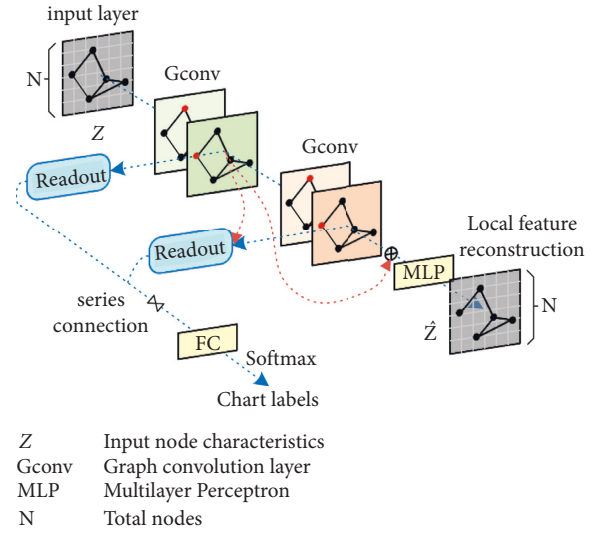 input layer
N
Z
Gconv
Gconv
Readout
Readout
Local feature
reconstruction
MLP
N
Ẑ
series
connection
FC
Softmax
Chart labels
Z Input node characteristics
Gconv Graph convolution layer
MLP Multilayer Perceptron
N Total nodes